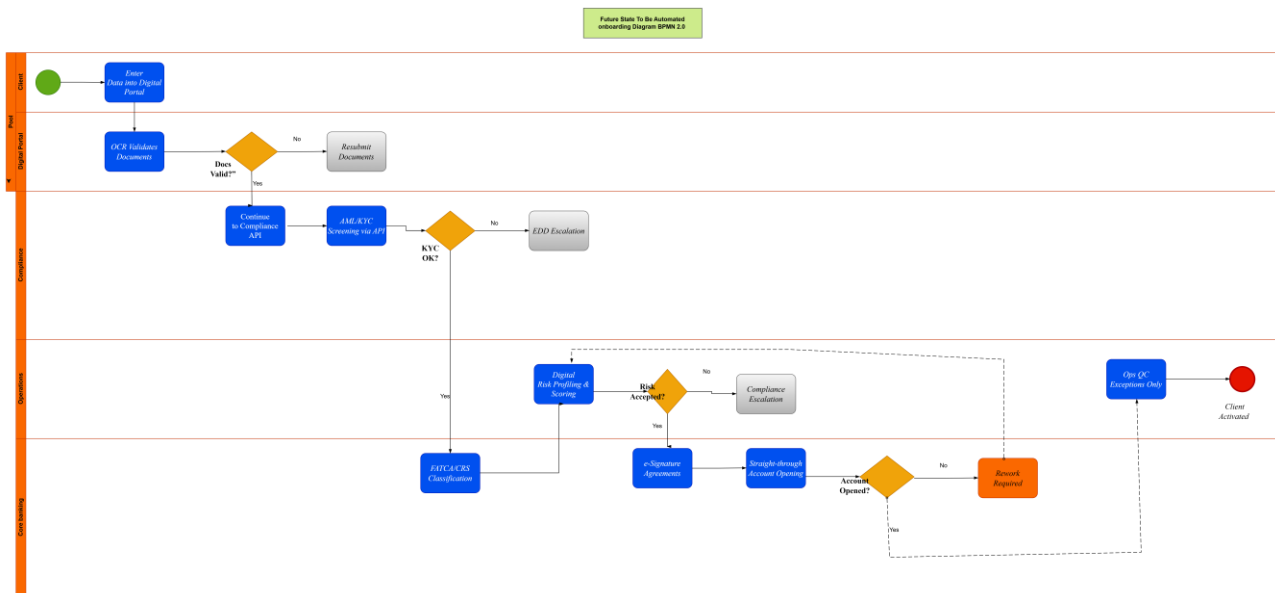 Future State To Be Automated
onboarding Diagram BPMN 2.0
Pool
Client
Enter
Data into Digital
Portal
Digital Portal
OCR Validates
Documents
Docs
Valid?"
No
Yes
Resubmit
Documents
Compliance
Continue
to Compliance
API
AML/KYC
Screening via API
KYC
OK?
No
Yes
EDD Escalation
Operations
Digital
Risk Profiling &
Scoring
Risk
Accepted?
No
Yes
Compliance
Escalation
Ops QC
Exceptions Only
Client
Activated
Core banking
FATCA/CRS
Classification
e-Signature
Agreements
Straight-through
Account Opening
Account
Opened?
No
Yes
Rework
Required